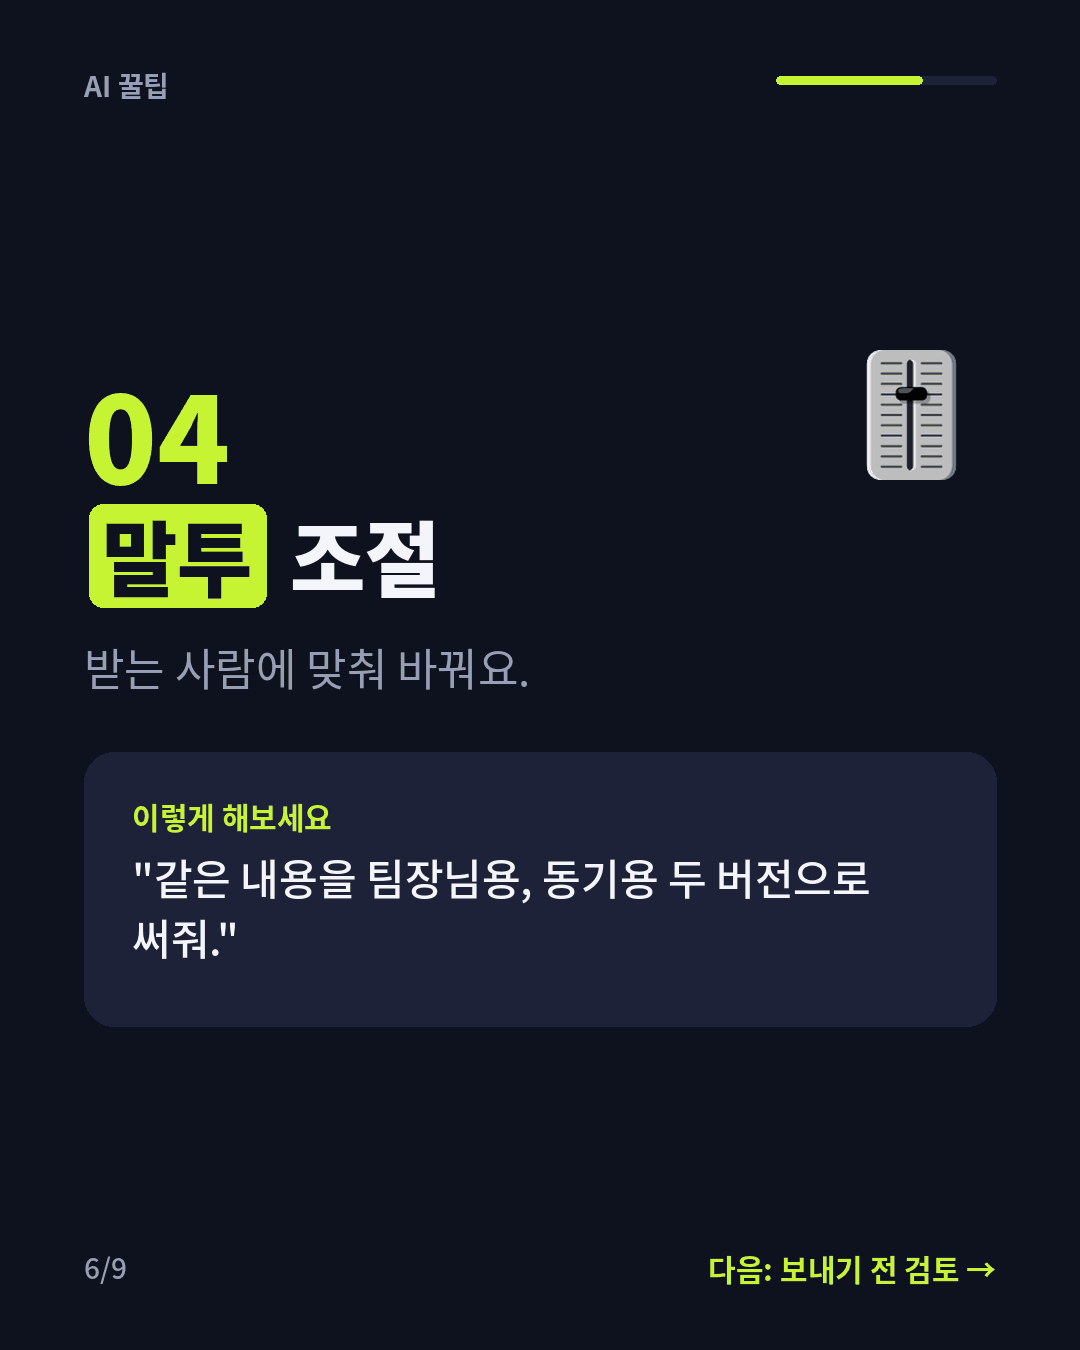 AI 꿀팁
04
말투 조절
받는 사람에 맞춰 바꿔요.
이렇게 해보세요
"같은 내용을 팀장님용, 동기용 두 버전으로
써줘."
6/9
다음: 보내기 전 검토 →